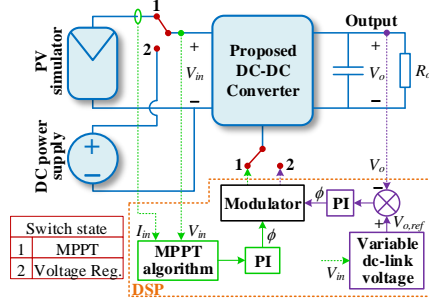 PV
simulator
1
2
+
V_in
−
Proposed
DC-DC
Converter
Output
+
V_o
−
R_o
DC power
supply
+
−
1
2
V_o
Modulator
ϕ
PI
−
+
V_o,ref
Switch state
1 MPPT
2 Voltage Reg.
I_in
V_in
ϕ
MPPT
algorithm
PI
V_in
Variable
dc-link
voltage
DSP